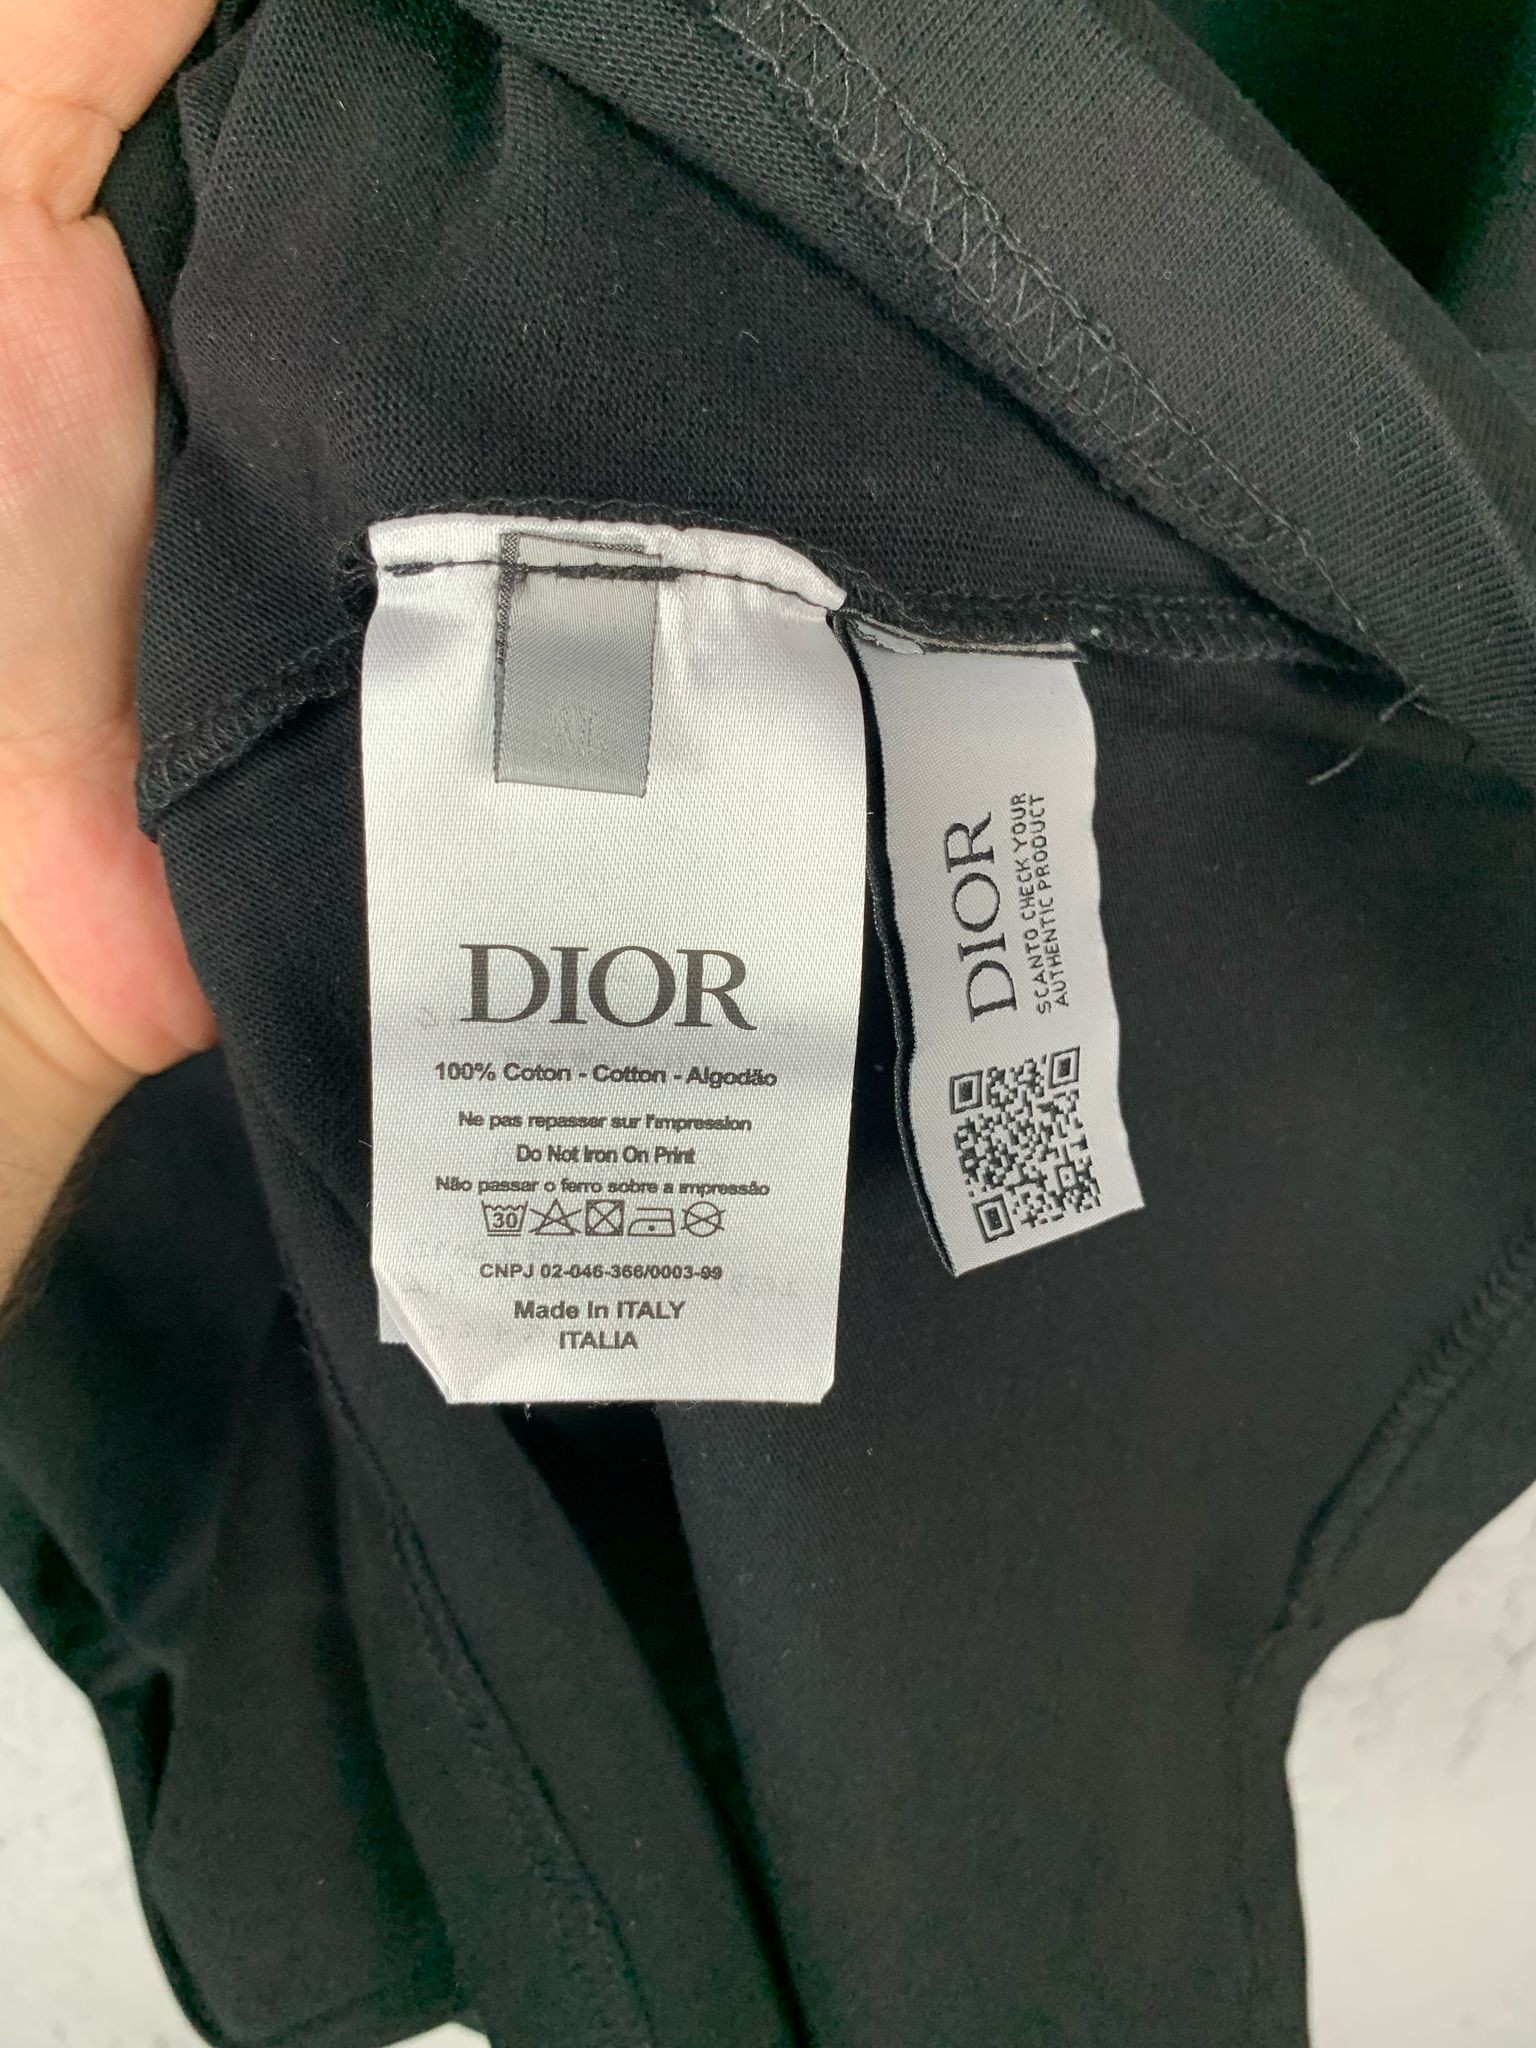 DIOR
100% Coton - Cotton - Algodão
Ne pas repasser sur l'impression
Do Not Iron On Print
Não passar o ferro sobre a impressão
30
CNPJ 02-046-366/0003-99
Made In ITALY
ITALIA
DIOR
SCANTO CHECK YOUR
AUTHENTIC PRODUCT